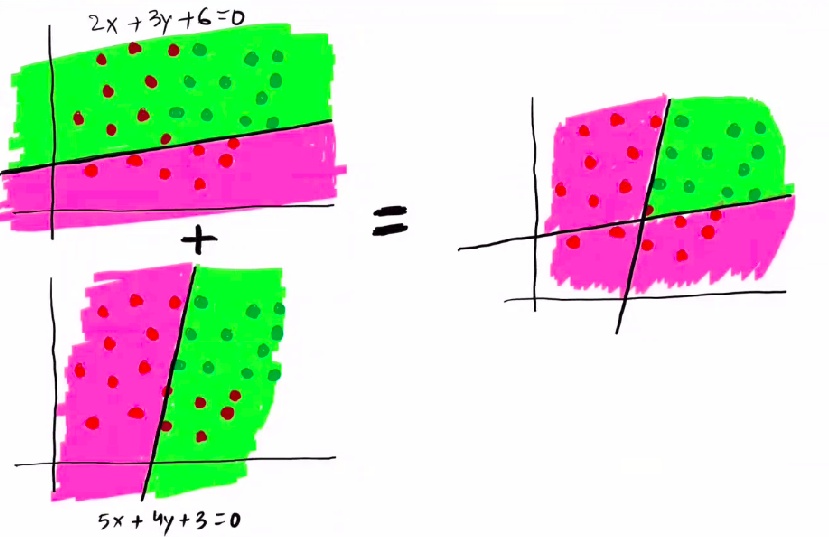 2x + 3y + 6 = 0
+
=
5x + 4y + 3 = 0